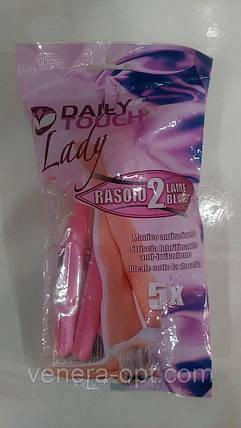 DAILY
TOUCH
Lady
RASOIO 2 LAME
BLADE
Manico antiscivolo
Striscia lubrificante
anti-irritazione
Ideale sotto la doccia
5x
venera-opt.com